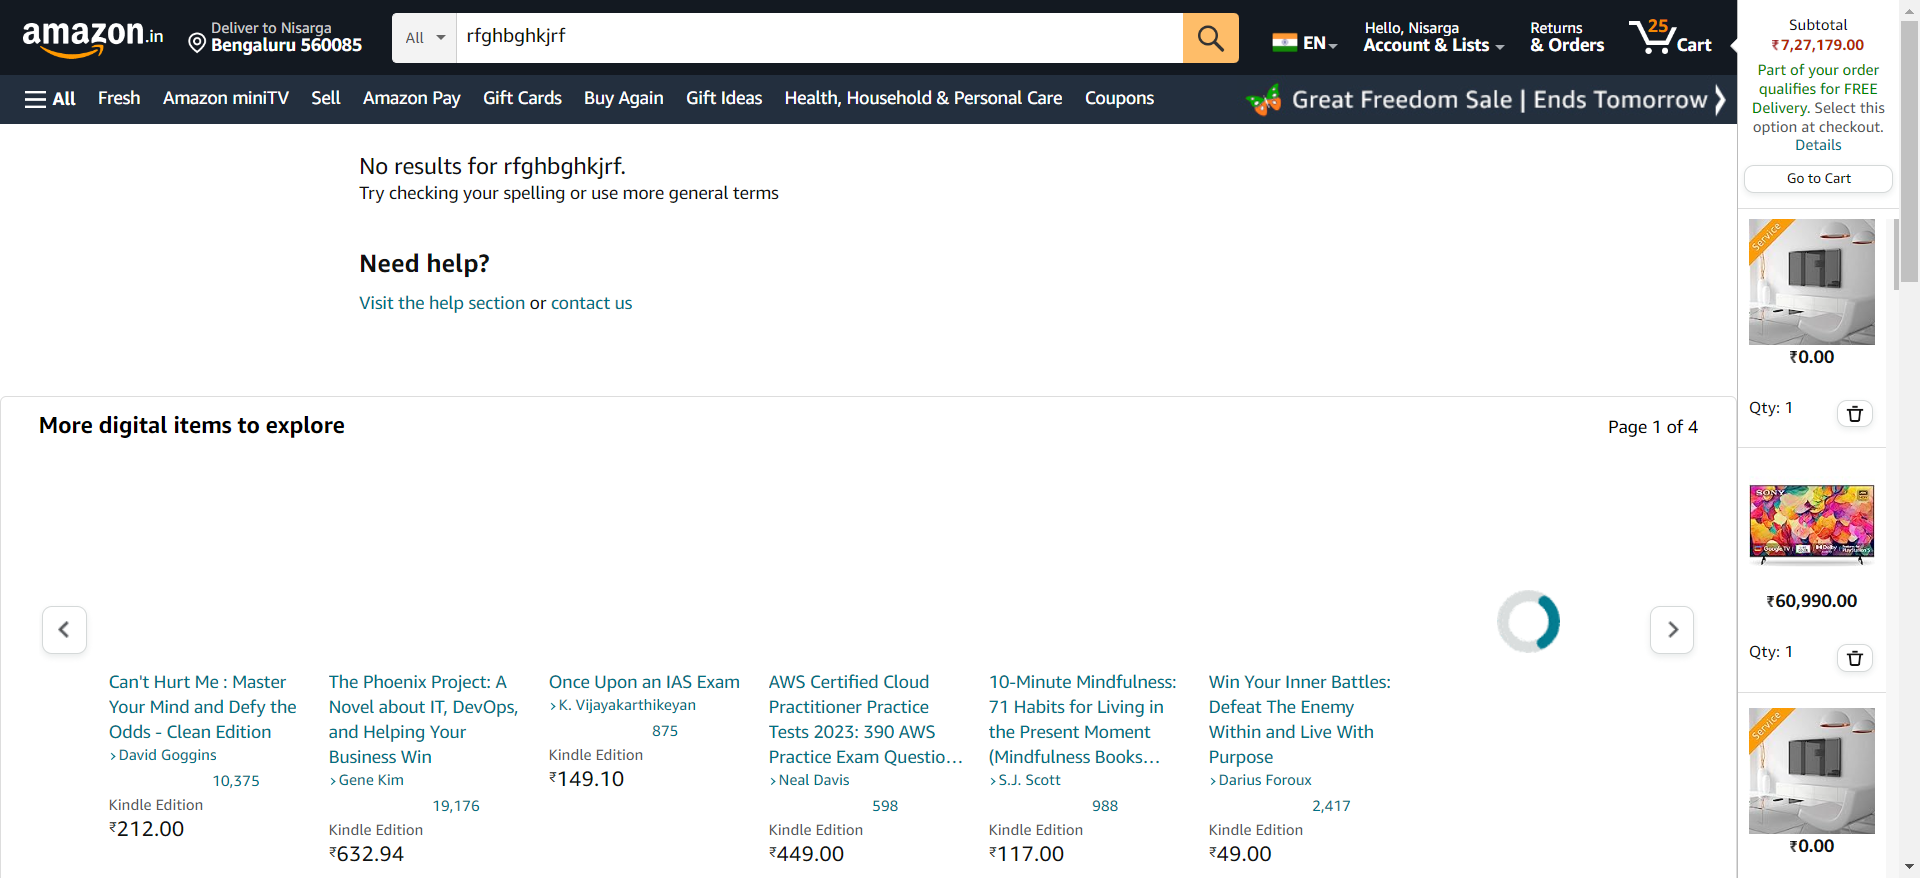 amazon.in
Deliver to Nisarga
Bengaluru 560085
All
rfghbghkjrf
EN
Hello, Nisarga
Account & Lists
Returns
& Orders
25
Cart
All
Fresh
Amazon miniTV
Sell
Amazon Pay
Gift Cards
Buy Again
Gift Ideas
Health, Household & Personal Care
Coupons
Great Freedom Sale | Ends Tomorrow
Subtotal
₹7,27,179.00
Part of your order
qualifies for FREE
Delivery. Select this
option at checkout.
Details
Go to Cart
No results for rfghbghkjrf.
Try checking your spelling or use more general terms
Need help?
Visit the help section or contact us
More digital items to explore
Page 1 of 4
Can't Hurt Me : Master
Your Mind and Defy the
Odds - Clean Edition
› David Goggins
10,375
Kindle Edition
₹212.00
The Phoenix Project: A
Novel about IT, DevOps,
and Helping Your
Business Win
› Gene Kim
19,176
Kindle Edition
₹632.94
Once Upon an IAS Exam
› K. Vijayakarthikeyan
875
Kindle Edition
₹149.10
AWS Certified Cloud
Practitioner Practice
Tests 2023: 390 AWS
Practice Exam Questio…
› Neal Davis
598
Kindle Edition
₹449.00
10-Minute Mindfulness:
71 Habits for Living in
the Present Moment
(Mindfulness Books…
› S.J. Scott
988
Kindle Edition
₹117.00
Win Your Inner Battles:
Defeat The Enemy
Within and Live With
Purpose
› Darius Foroux
2,417
Kindle Edition
₹49.00
Service
₹0.00
Qty: 1
SONY
Google TV
Dolby
₹60,990.00
Qty: 1
Service
₹0.00